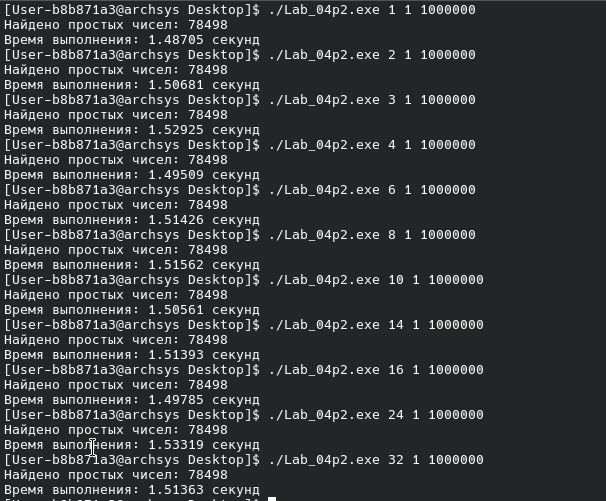 [User-b8b871a3@archsys Desktop]$ ./Lab_04p2.exe 1 1 1000000
Найдено простых чисел: 78498
Время выполнения: 1.48705 секунд
[User-b8b871a3@archsys Desktop]$ ./Lab_04p2.exe 2 1 1000000
Найдено простых чисел: 78498
Время выполнения: 1.50681 секунд
[User-b8b871a3@archsys Desktop]$ ./Lab_04p2.exe 3 1 1000000
Найдено простых чисел: 78498
Время выполнения: 1.52925 секунд
[User-b8b871a3@archsys Desktop]$ ./Lab_04p2.exe 4 1 1000000
Найдено простых чисел: 78498
Время выполнения: 1.49509 секунд
[User-b8b871a3@archsys Desktop]$ ./Lab_04p2.exe 6 1 1000000
Найдено простых чисел: 78498
Время выполнения: 1.51426 секунд
[User-b8b871a3@archsys Desktop]$ ./Lab_04p2.exe 8 1 1000000
Найдено простых чисел: 78498
Время выполнения: 1.51562 секунд
[User-b8b871a3@archsys Desktop]$ ./Lab_04p2.exe 10 1 1000000
Найдено простых чисел: 78498
Время выполнения: 1.50561 секунд
[User-b8b871a3@archsys Desktop]$ ./Lab_04p2.exe 14 1 1000000
Найдено простых чисел: 78498
Время выполнения: 1.51393 секунд
[User-b8b871a3@archsys Desktop]$ ./Lab_04p2.exe 16 1 1000000
Найдено простых чисел: 78498
Время выполнения: 1.49785 секунд
[User-b8b871a3@archsys Desktop]$ ./Lab_04p2.exe 24 1 1000000
Найдено простых чисел: 78498
Время выполнения: 1.53319 секунд
[User-b8b871a3@archsys Desktop]$ ./Lab_04p2.exe 32 1 1000000
Найдено простых чисел: 78498
Время выполнения: 1.51363 секунд